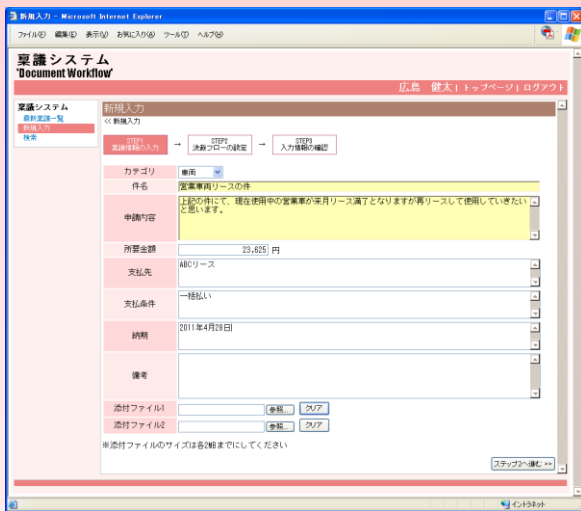 新規入力 - Microsoft Internet Explorer
ファイル(F) 編集(E) 表示(V) お気に入り(A) ツール(T) ヘルプ(H)
稟議システム
'Document Workflow'
広島 健太 | トップページ | ログアウト
稟議システム
最新稟議一覧
新規入力
検索
新規入力
<< 新規入力
STEP1
稟議情報の入力
→
STEP2
決裁フローの設定
→
STEP3
入力情報の確認
カテゴリ 車両
件名 営業車両リースの件
申請内容 上記の件にて、現在使用中の営業車が来月リース満了となりますが再リースして使用していきたい
と思います。
所要金額 23,625 円
支払先 ABCリース
支払条件 一括払い
納期 2011年4月28日
備考
添付ファイル1 参照... クリア
添付ファイル2 参照... クリア
※添付ファイルのサイズは各2MBまでにしてください
ステップ2へ進む >>
イントラネット